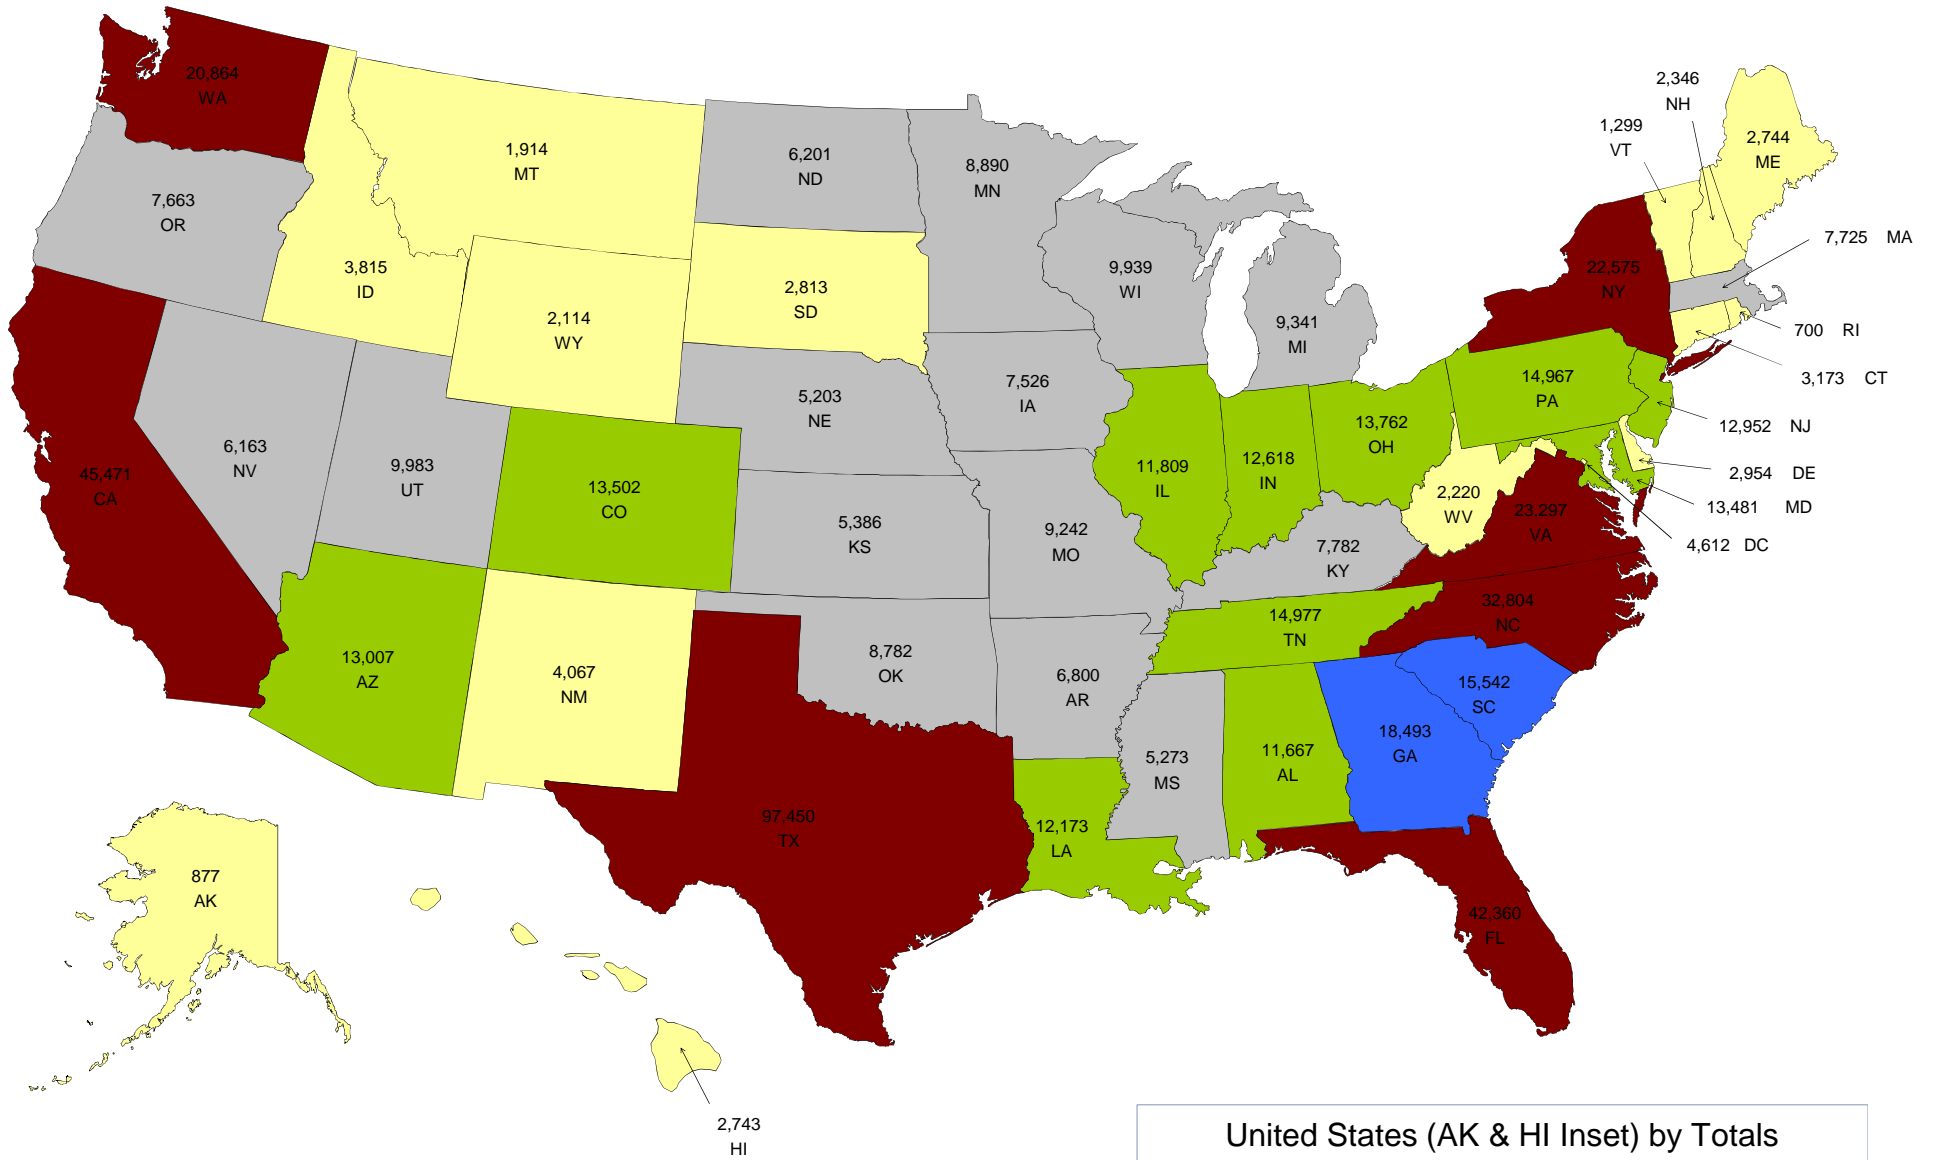 20,864
WA
1,914
MT
6,201
ND
8,890
MN
2,346
NH
1,299
VT
2,744
ME
7,663
OR
3,815
ID
2,114
WY
2,813
SD
9,939
WI
9,341
MI
22,575
NY
7,725 MA
700 RI
3,173 CT
14,967
PA
12,952 NJ
2,954 DE
13,481 MD
4,612 DC
45,471
CA
6,163
NV
9,983
UT
13,502
CO
5,203
NE
7,526
IA
11,809
IL
12,618
IN
13,762
OH
2,220
WV
23,297
VA
5,386
KS
9,242
MO
7,782
KY
32,804
NC
13,007
AZ
4,067
NM
8,782
OK
6,800
AR
14,977
TN
15,542
SC
97,450
TX
12,173
LA
5,273
MS
11,667
AL
18,493
GA
42,360
FL
877
AK
2,743
HI
United States (AK & HI Inset) by Totals